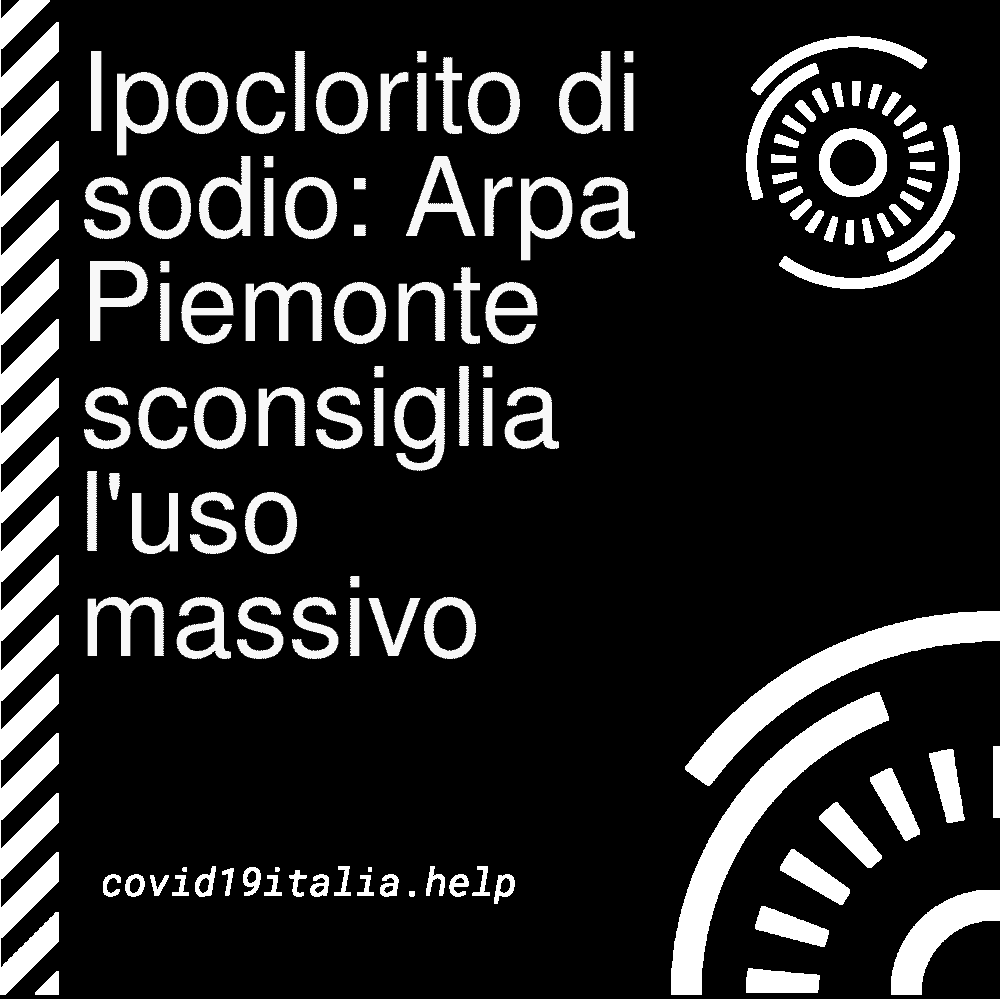 Ipoclorito di
sodio: Arpa
Piemonte
sconsiglia
l'uso
massivo
covid19italia.help